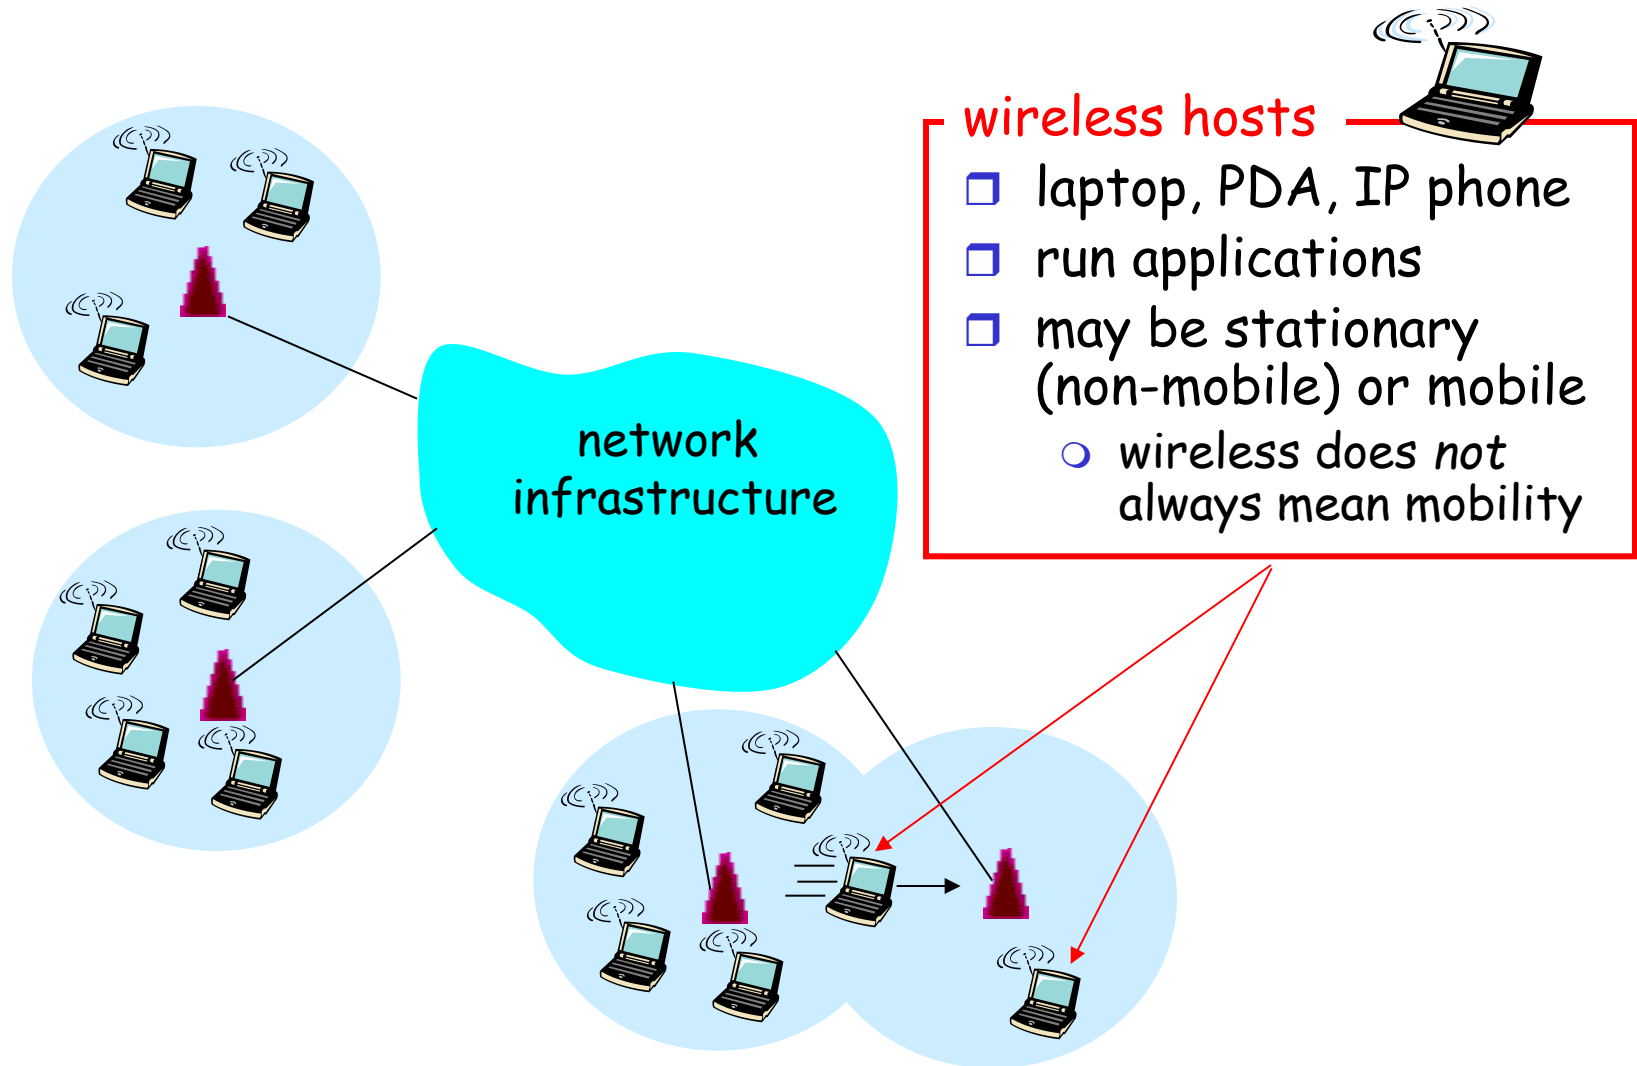 wireless hosts
laptop, PDA, IP phone
run applications
may be stationary
(non-mobile) or mobile
wireless does not
always mean mobility
network
infrastructure